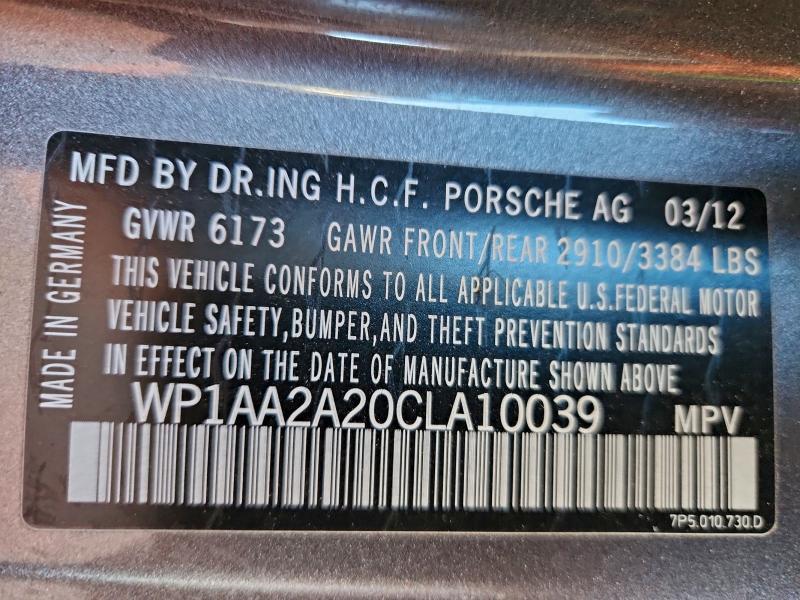 MFD BY DR.ING H.C.F. PORSCHE AG 03/12
GVWR 6173 GAWR FRONT/REAR 2910/3384 LBS
THIS VEHICLE CONFORMS TO ALL APPLICABLE U.S.FEDERAL MOTOR
VEHICLE SAFETY,BUMPER,AND THEFT PREVENTION STANDARDS
IN EFFECT ON THE DATE OF MANUFACTURE SHOWN ABOVE
WP1AA2A20CLA10039 MPV
7P5.010.730.D
MADE IN GERMANY